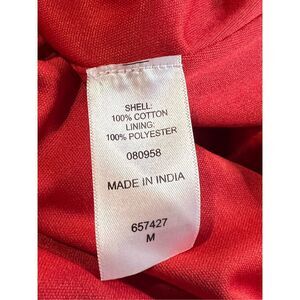 SHELL:
100% COTTON
LINING:
100% POLYESTER
080958
MADE IN INDIA
657427
M